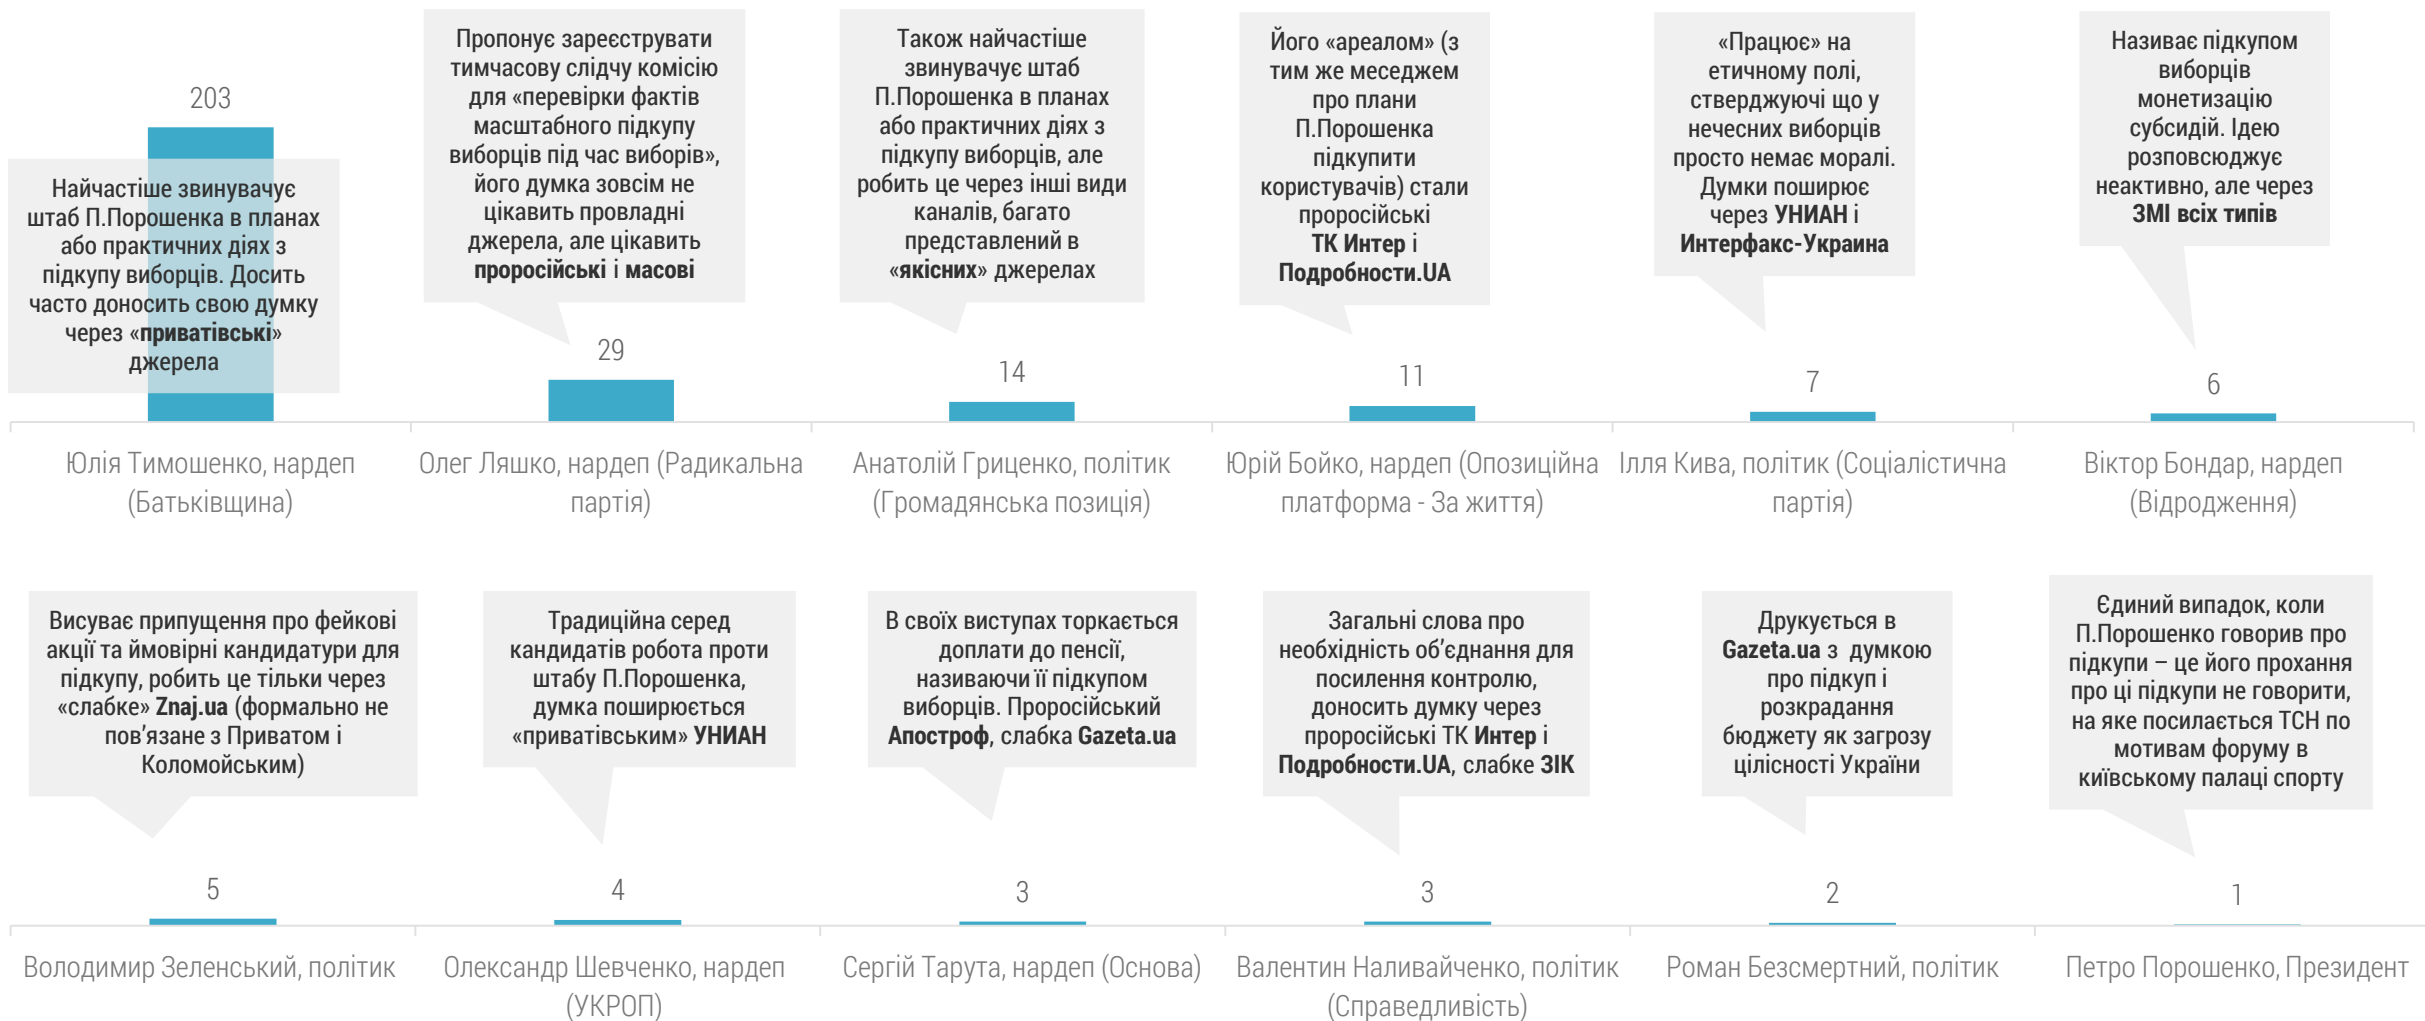 203
Найчастіше звинувачує
штаб П.Порошенка в планах
або практичних діях з
підкупу виборців. Досить
часто доносить свою думку
через «приватівські»
джерела
Юлія Тимошенко, нардеп
(Батьківщина)
Пропонує зареєструвати
тимчасову слідчу комісію
для «перевірки фактів
масштабного підкупу
виборців під час виборів»,
його думка зовсім не
цікавить провладні
джерела, але цікавить
проросійські і масові
29
Олег Ляшко, нардеп (Радикальна
партія)
Також найчастіше
звинувачує штаб
П.Порошенка в планах
або практичних діях з
підкупу виборців, але
робить це через інші види
каналів, багато
представлений в
«якісних» джерелах
14
Анатолій Гриценко, політик
(Громадянська позиція)
Його «ареалом» (з
тим же меседжем
про плани
П.Порошенка
підкупити
користувачів) стали
проросійські
ТК Интер і
Подробности.UA
11
Юрій Бойко, нардеп (Опозиційна
платформа - За життя)
«Працює» на
етичному полі,
стверджуючі що у
нечесних виборців
просто немає моралі.
Думки поширює
через УНИАН і
Интерфакс-Украина
7
Ілля Кива, політик (Соціалістична
партія)
Називає підкупом
виборців
монетизацію
субсидій. Ідею
розповсюджує
неактивно, але через
ЗМІ всіх типів
6
Віктор Бондар, нардеп
(Відродження)
Висуває припущення про фейкові
акції та ймовірні кандидатури для
підкупу, робить це тільки через
«слабке» Znaj.ua (формально не
пов’язане з Приватом і
Коломойським)
5
Володимир Зеленський, політик
Традиційна серед
кандидатів робота проти
штабу П.Порошенка,
думка поширюється
«приватівським» УНИАН
4
Олександр Шевченко, нардеп
(УКРОП)
В своїх виступах торкається
доплати до пенсії,
називаючи її підкупом
виборців. Проросійський
Апостроф, слабка Gazeta.ua
3
Сергій Тарута, нардеп (Основа)
Загальні слова про
необхідність об’єднання для
посилення контролю,
доносить думку через
проросійські ТК Интер і
Подробности.UA, слабке ЗІК
3
Валентин Наливайченко, політик
(Справедливість)
Друкується в
Gazeta.ua з думкою
про підкуп і
розкрадання
бюджету як загрозу
цілісності України
2
Роман Безсмертний, політик
Єдиний випадок, коли
П.Порошенко говорив про
підкупи – це його прохання
про ці підкупи не говорити,
на яке посилається ТСН по
мотивам форуму в
київському палаці спорту
1
Петро Порошенко, Президент